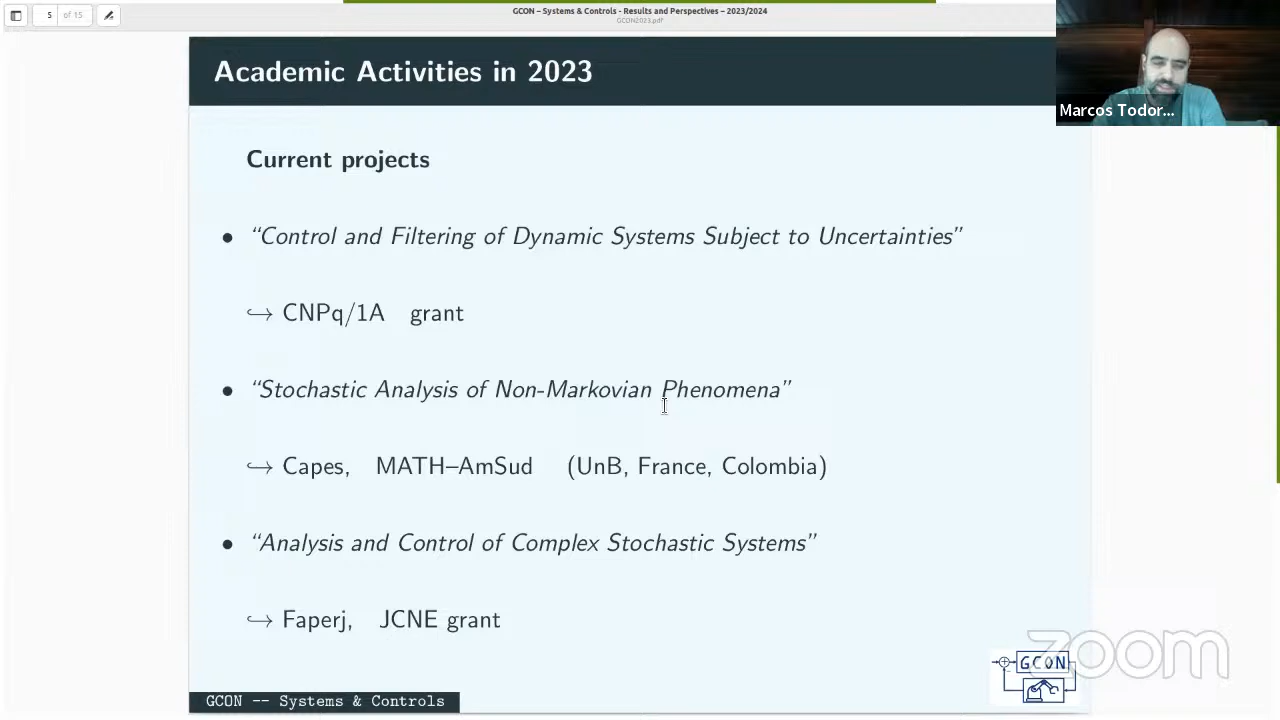 5 of 15
GCON – Systems & Controls - Results and Perspectives – 2023/2024
GCON2023.pdf
Academic Activities in 2023
Marcos Todor...
Current projects
• “Control and Filtering of Dynamic Systems Subject to Uncertainties”
↪ CNPq/1A grant
• “Stochastic Analysis of Non-Markovian Phenomena”
↪ Capes, MATH–AmSud (UnB, France, Colombia)
• “Analysis and Control of Complex Stochastic Systems”
↪ Faperj, JCNE grant
zoom
GCON
GCON -- Systems & Controls